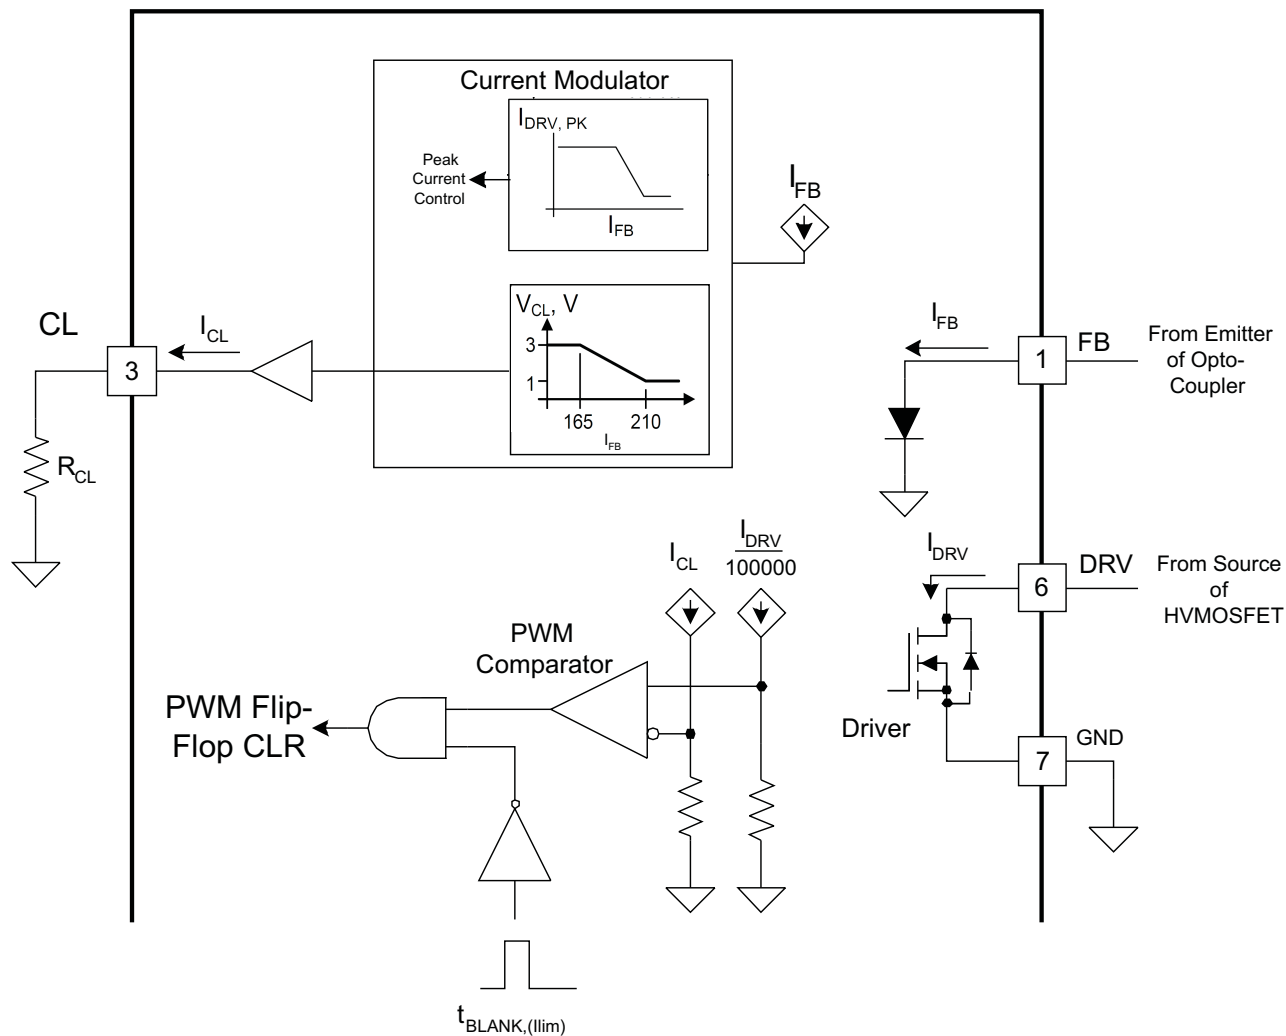 Current Modulator
I_DRV, PK
Peak
Current
Control
I_FB
I_FB
V_CL, V
3
1
165
210
I_FB
CL
I_CL
3
R_CL
I_FB
1
FB
From Emitter
of Opto-
Coupler
I_DRV
6
DRV
From Source
of
HVMOSFET
Driver
7
GND
I_CL
I_DRV
100000
PWM
Comparator
PWM Flip-
Flop CLR
t_BLANK,(Ilim)